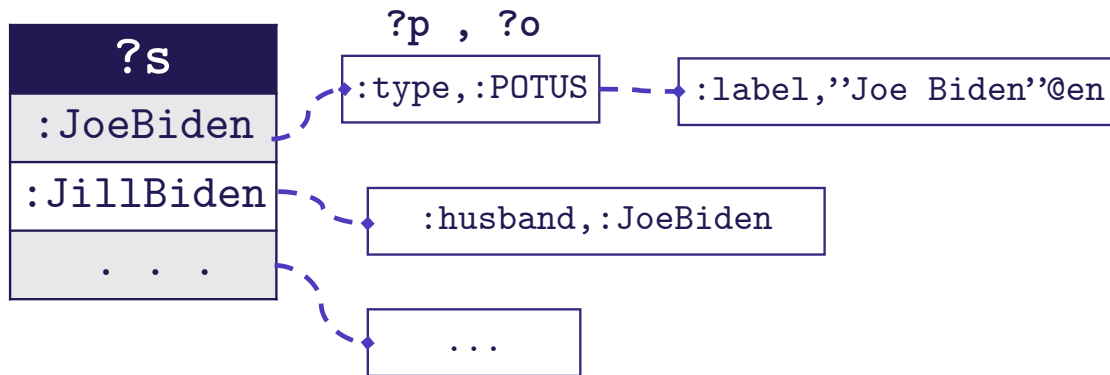 ?p , ?o
?s
:type,:POTUS
:label,”Joe Biden”@en
:JoeBiden
:JillBiden
:husband,:JoeBiden
. . .
...